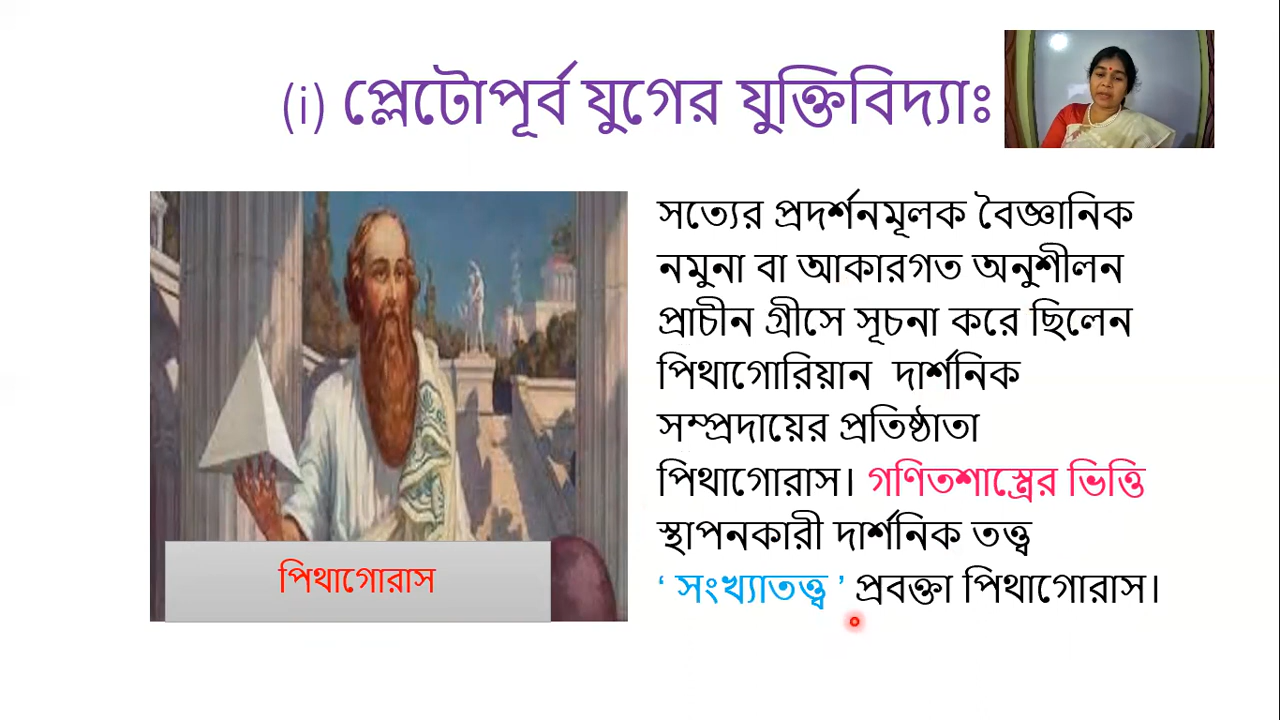 (i) প্লেটোপূর্ব যুগের যুক্তিবিদ্যাঃ
সত্যের প্রদর্শনমূলক বৈজ্ঞানিক
নমুনা বা আকারগত অনুশীলন
প্রাচীন গ্রীসে সূচনা করে ছিলেন
পিথাগোরিয়ান দার্শনিক
সম্প্রদায়ের প্রতিষ্ঠাতা
পিথাগোরাস। গণিতশাস্ত্রের ভিত্তি
স্থাপনকারী দার্শনিক তত্ত্ব
‘ সংখ্যাতত্ত্ব ’ প্রবক্তা পিথাগোরাস।
পিথাগোরাস